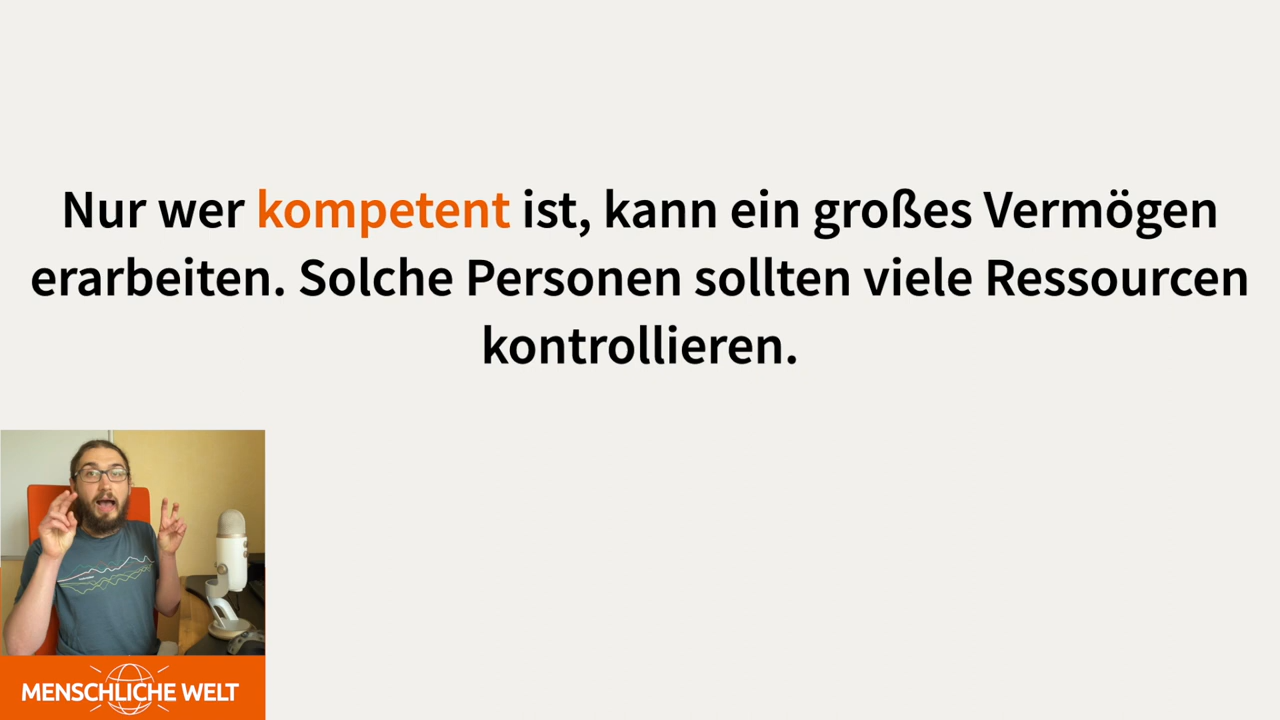 Nur wer kompetent ist, kann ein großes Vermögen
erarbeiten. Solche Personen sollten viele Ressourcen
kontrollieren.
MENSCHLICHE WELT